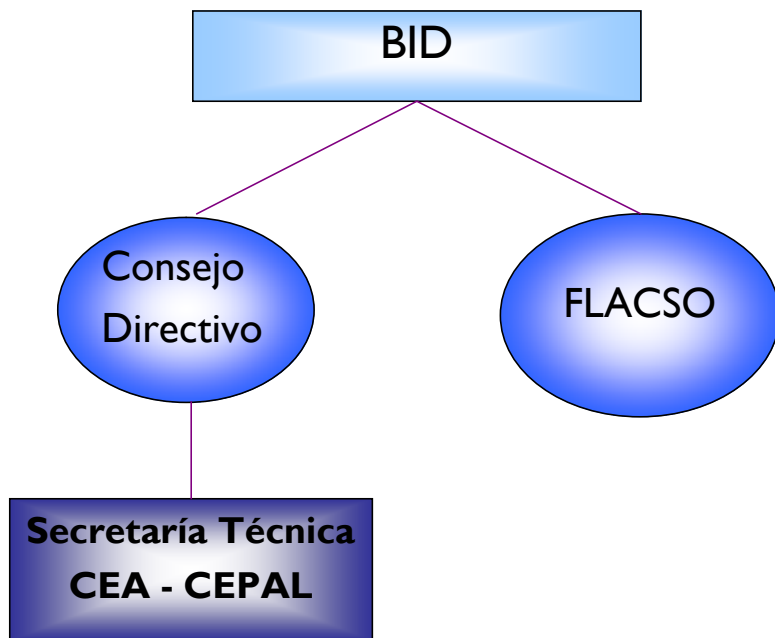 BID
Consejo
Directivo
FLACSO
Secretaría Técnica
CEA - CEPAL